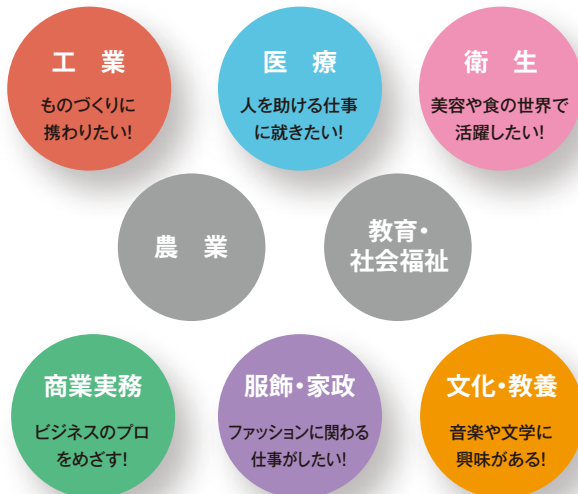 工 業
ものづくりに
携わりたい!
医 療
人を助ける仕事
に就きたい!
衛 生
美容や食の世界で
活躍したい!
農 業
教育・
社会福祉
商業実務
ビジネスのプロ
をめざす!
服飾・家政
ファッションに関わる
仕事がしたい!
文化・教養
音楽や文学に
興味がある!